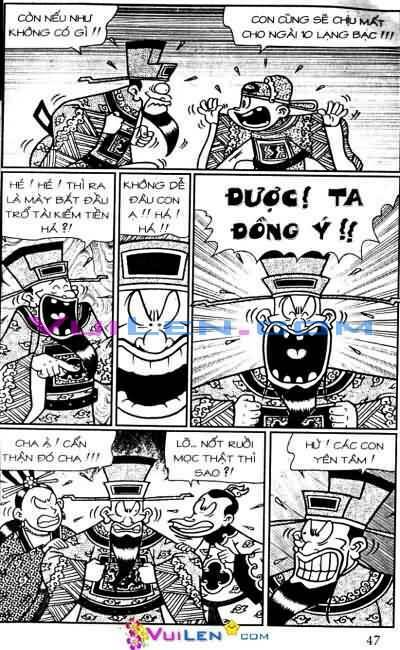 CÒN NẾU NHƯ
KHÔNG CÓ GÌ !!
CON CŨNG SẼ CHỊU MẤT
CHO NGÀI 10 LẠNG BẠC !!!
HÉ ! HÉ ! THÌ RA
LÀ MÀY BẮT ĐẦU
TRỔ TÀI KIẾM TIỀN
HẢ ?!
KHÔNG DỄ
ĐÂU CON
Ạ !! HÁ !
HÁ !!
ĐƯỢC ! TA
ĐỒNG Ý !!
VUILEN.COM
CHA À ! CẨN
THẬN ĐÓ CHA !!!
LỠ.. NỐT RUỒI
MỌC THẬT THÌ
SAO ?!
HỪ ! CÁC CON
YÊN TÂM !
47
VUILEN.COM